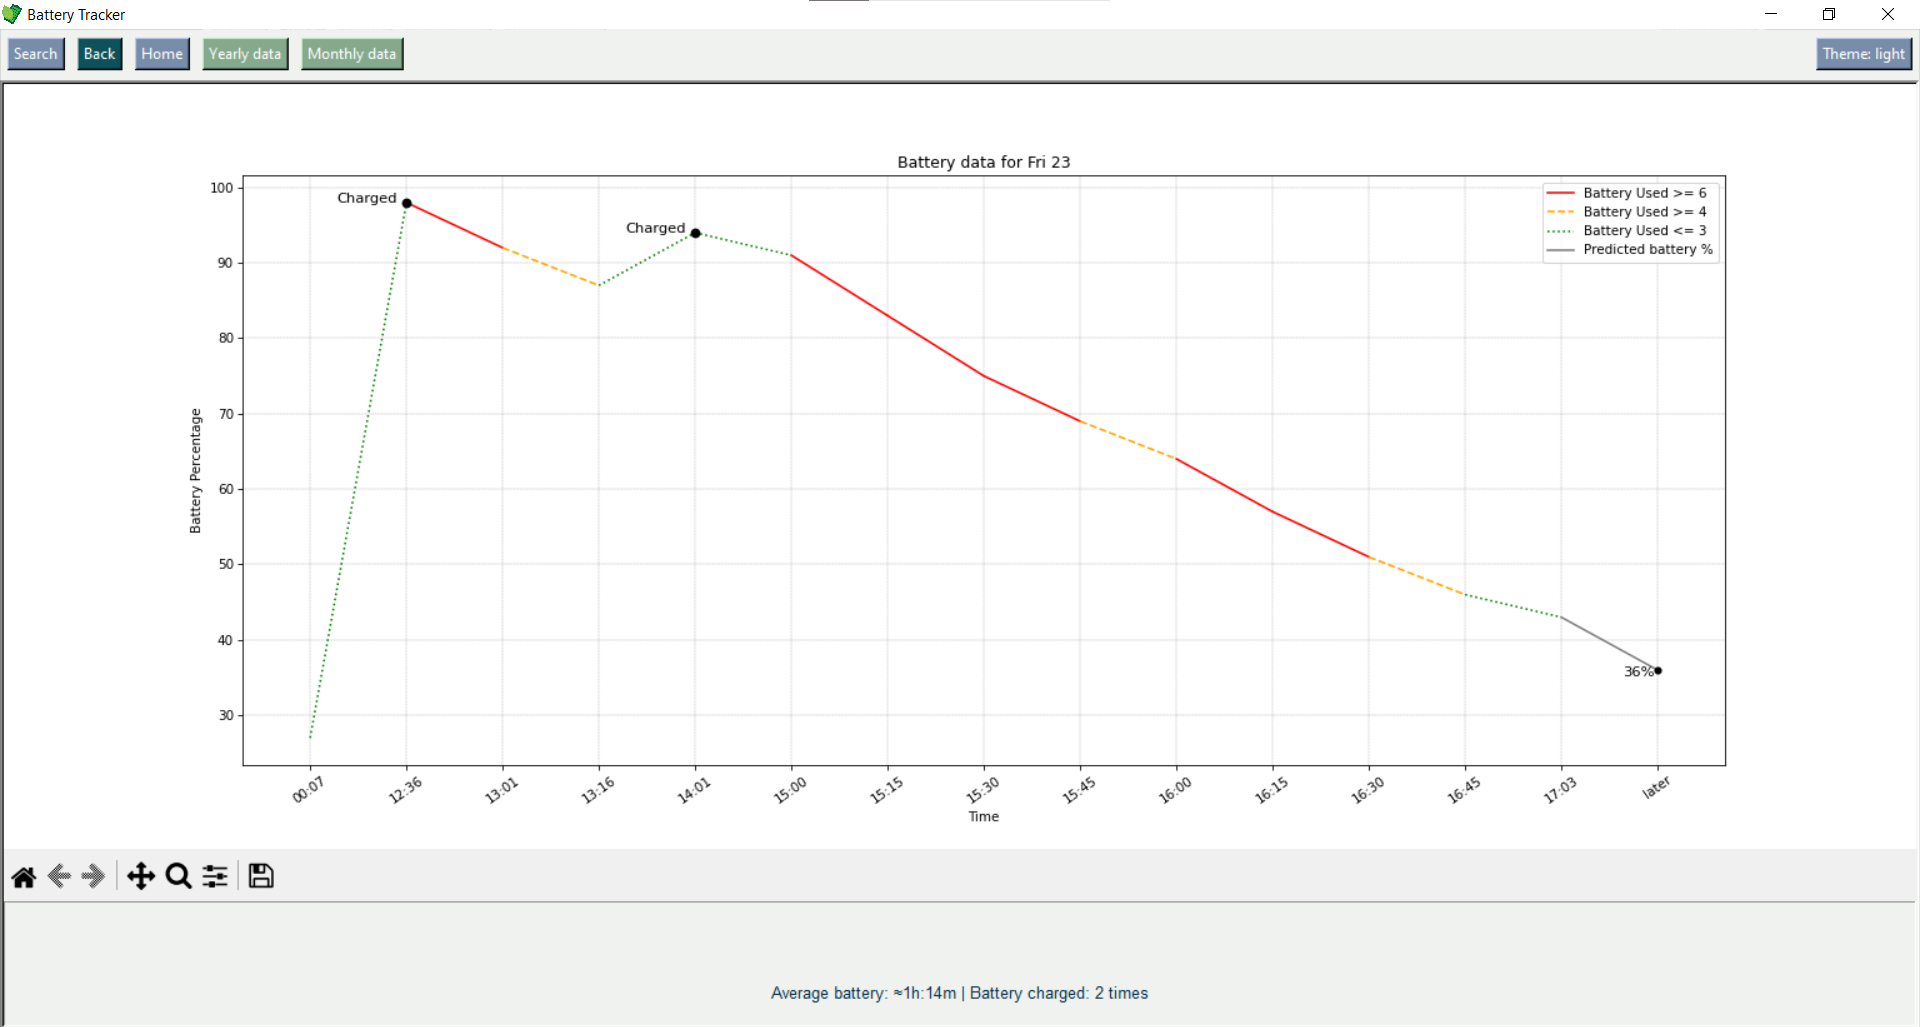 Battery Tracker
Search Back Home Yearly data Monthly data Theme: light
Battery data for Fri 23
Battery Used >= 6
Battery Used >= 4
Battery Used <= 3
Predicted battery %
Charged
Charged
36%
Battery Percentage
100
90
80
70
60
50
40
30
00:07 12:36 13:01 13:16 14:01 15:00 15:15 15:30 15:45 16:00 16:15 16:30 16:45 17:03 later
Time
Average battery: ≈1h:14m | Battery charged: 2 times